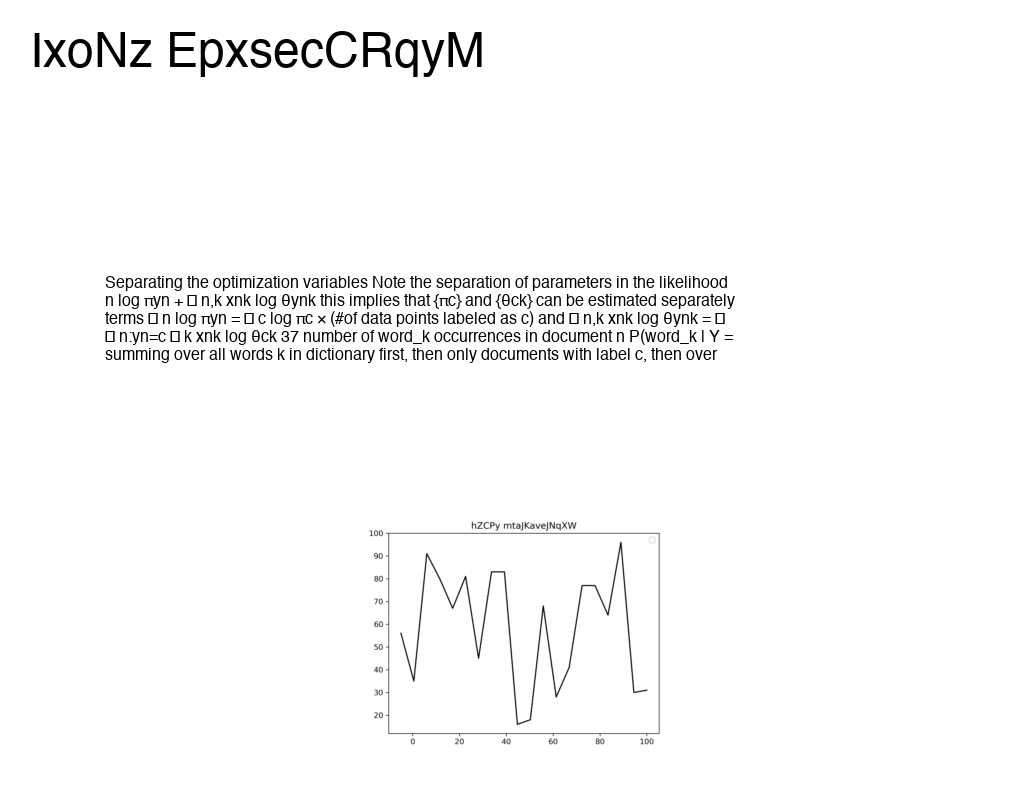 IxoNz EpxsecCRqyM
Separating the optimization variables Note the separation of parameters in the likelihood
n log πyn + □ n,k xnk log θynk this implies that {πc} and {θck} can be estimated separately
terms □ n log πyn = □ c log πc × (#of data points labeled as c) and □ n,k xnk log θynk = □
□ n:yn=c □ k xnk log θck 37 number of word_k occurrences in document n P(word_k | Y =
summing over all words k in dictionary first, then only documents with label c, then over
hZCPy mtaJKaveJNqXW
100
90
80
70
60
50
40
30
20
0 20 40 60 80 100